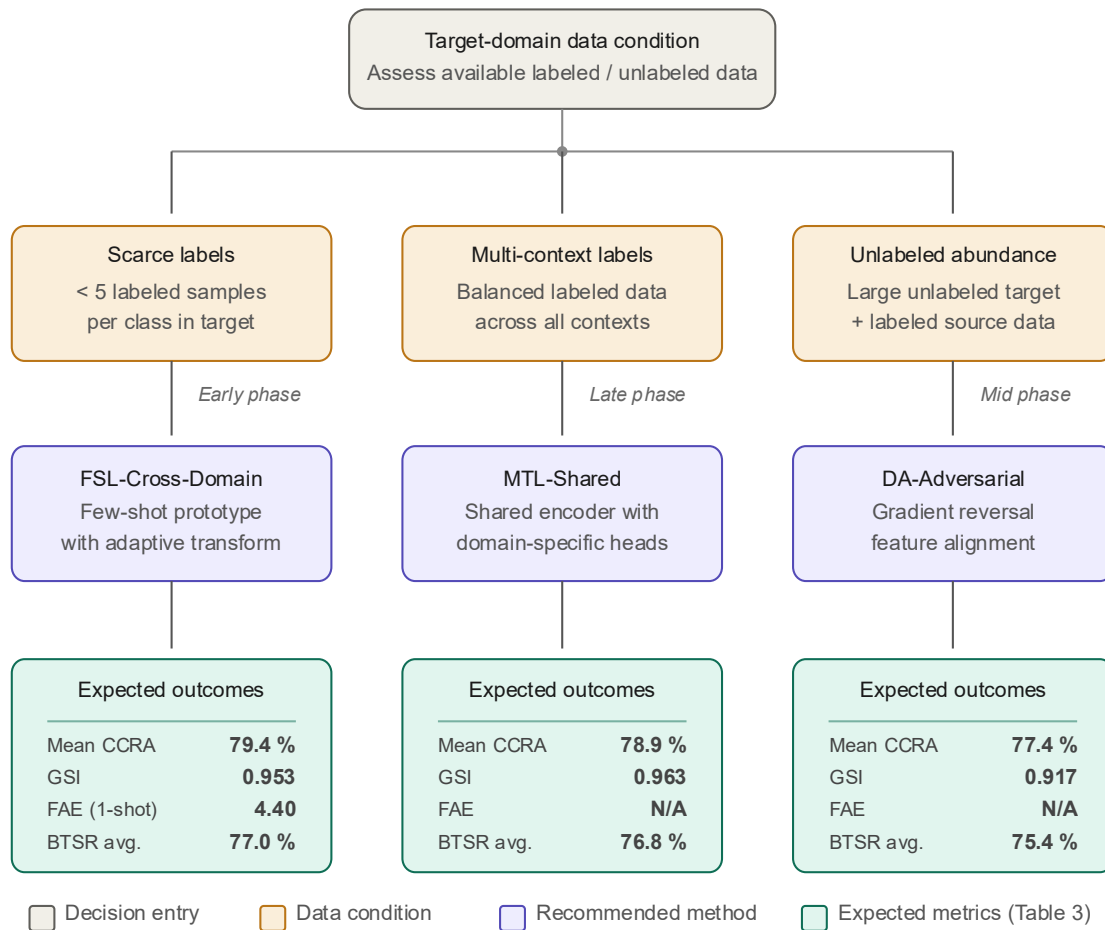 Target-domain data condition
Assess available labeled / unlabeled data
Scarce labels
< 5 labeled samples
per class in target
Multi-context labels
Balanced labeled data
across all contexts
Unlabeled abundance
Large unlabeled target
+ labeled source data
Early phase
Late phase
Mid phase
FSL-Cross-Domain
Few-shot prototype
with adaptive transform
MTL-Shared
Shared encoder with
domain-specific heads
DA-Adversarial
Gradient reversal
feature alignment
Expected outcomes
Mean CCRA 79.4 %
GSI 0.953
FAE (1-shot) 4.40
BTSR avg. 77.0 %
Expected outcomes
Mean CCRA 78.9 %
GSI 0.963
FAE N/A
BTSR avg. 76.8 %
Expected outcomes
Mean CCRA 77.4 %
GSI 0.917
FAE N/A
BTSR avg. 75.4 %
Decision entry
Data condition
Recommended method
Expected metrics (Table 3)